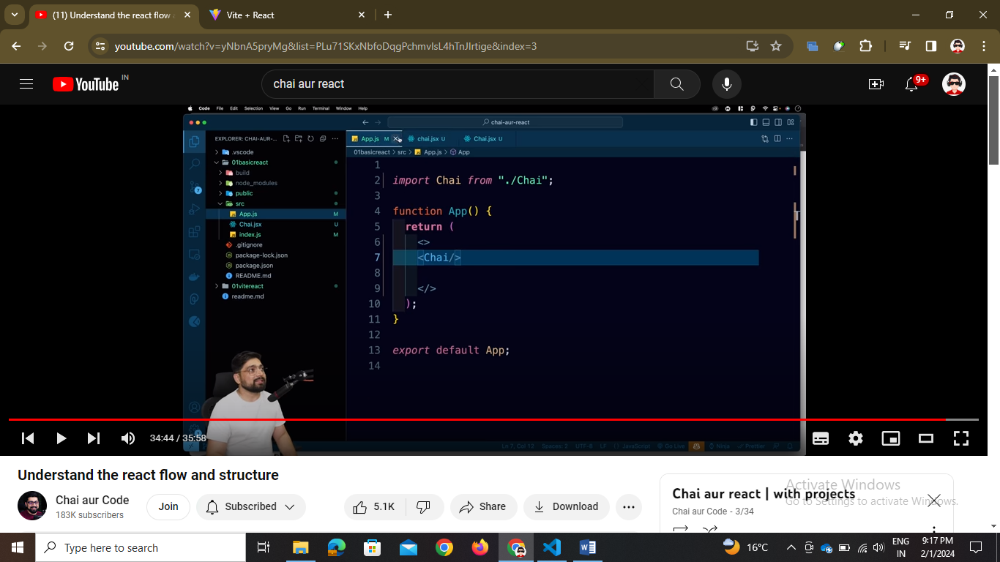 (11) Understand the react flow a
Vite + React
youtube.com/watch?v=yNbnA5pryMg&list=PLu71SKxNbfoDqgPchmvIsL4hTnJIrtige&index=3
YouTube IN
chai aur react
9+
Code File Edit Selection View Go Run Terminal Window Help
chai-aur-react
EXPLORER: CHAI-AUR-...
App.js M
chai.jsx U
Chai.jsx U
01basicreact > src > App.js > App
.vscode
01basicreact
build
node_modules
public
src
App.js M
Chai.jsx U
index.js M
.gitignore
package-lock.json
package.json
README.md
01vitereact
readme.md
7
1
2 import Chai from "./Chai";
3
4 function App() {
5 return (
6 <>
7 <Chai/>
8
9 </>
10 );
11 }
12
13 export default App;
14
Ln 7, Col 12 Spaces: 2 UTF-8 LF {} JavaScript Go Live Ninja Prettier
34:44 / 35:58
Understand the react flow and structure
Chai aur Code
183K subscribers
Join
Subscribed
5.1K
Share
Download
Chai aur react | with projects
Chai aur Code - 3/34
Activate Windows
Go to Settings to activate Windows.
Type here to search
16°C
ENG
IN
9:17 PM
2/1/2024